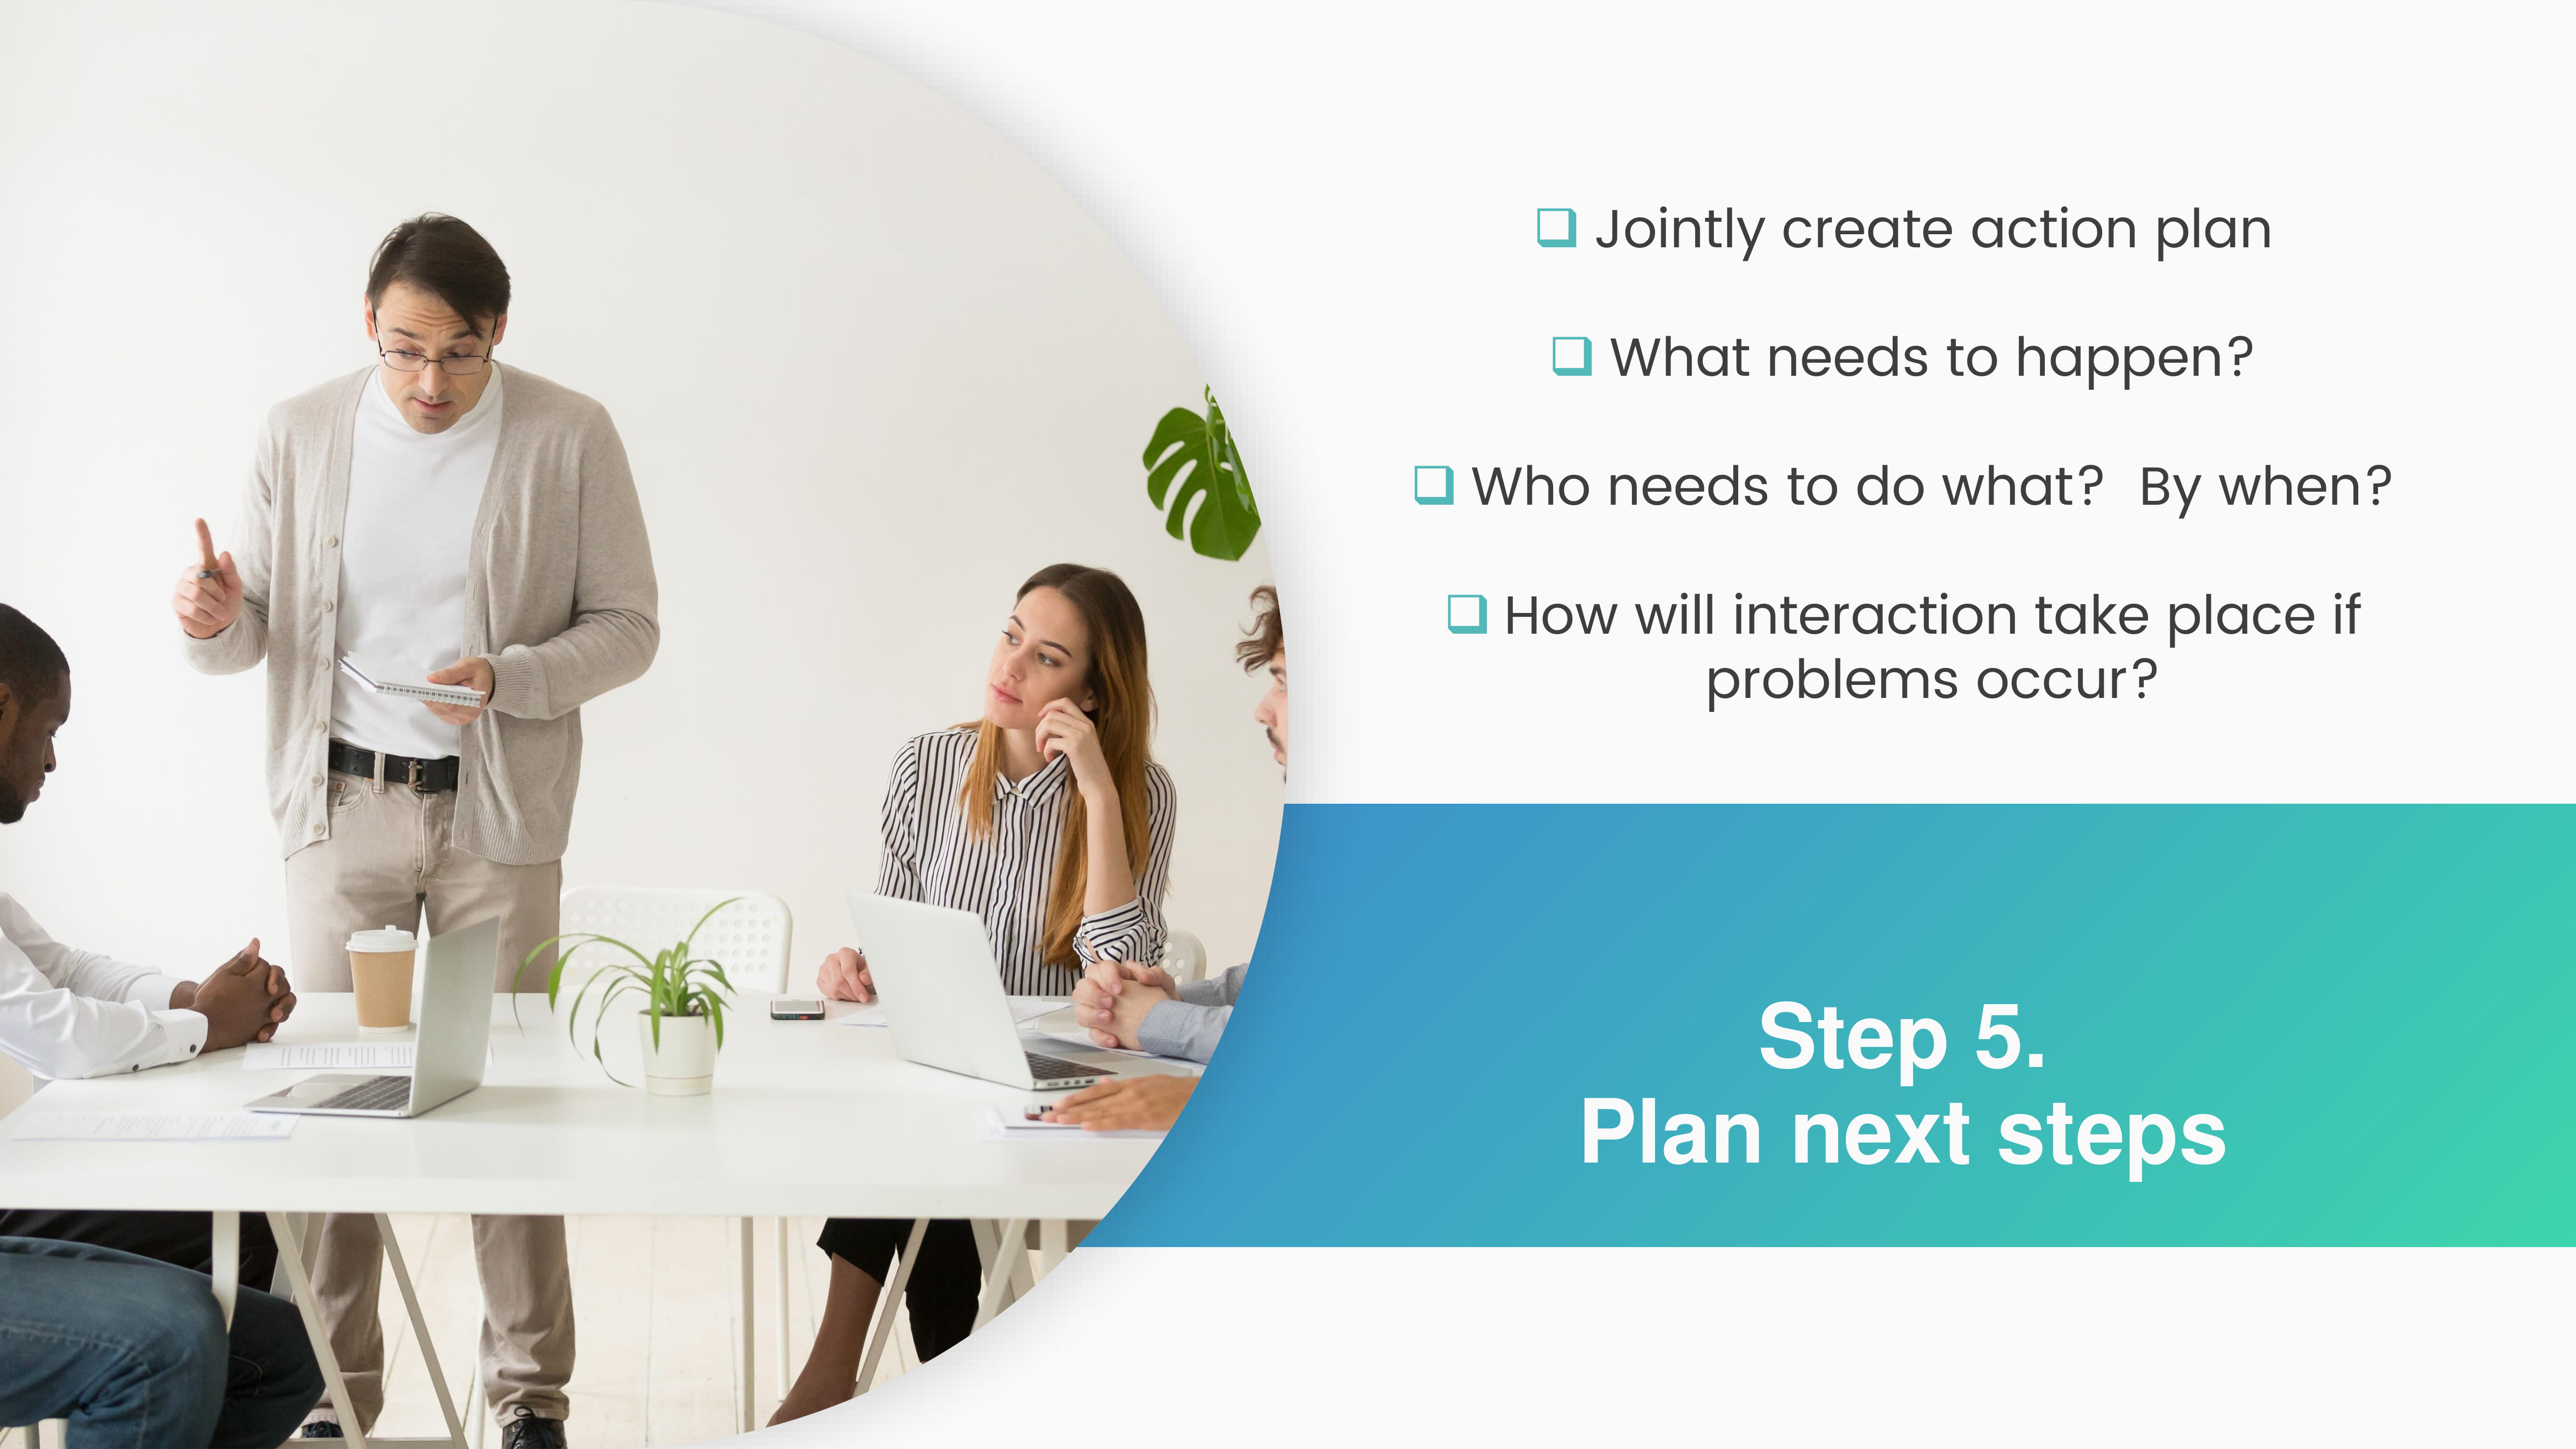 Jointly create action plan
What needs to happen?
Who needs to do what?  By when?
How will interaction take place if
problems occur?
Step 5.
Plan next steps